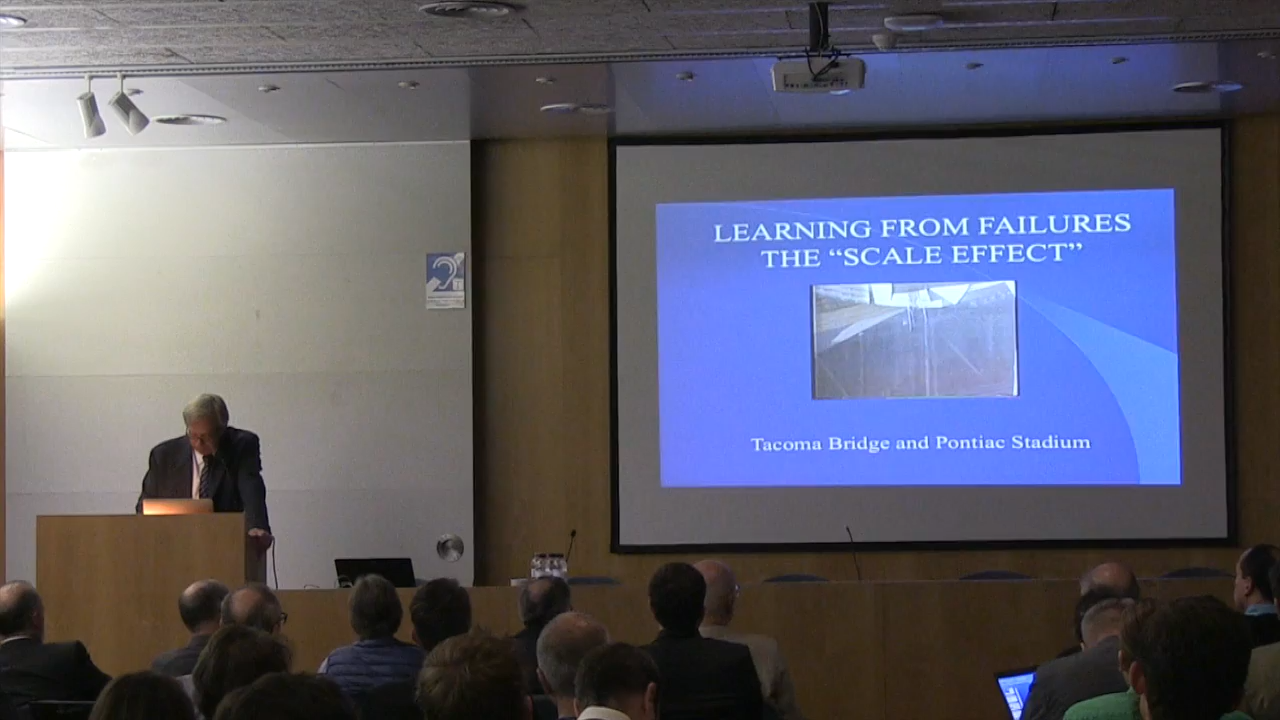 LEARNING FROM FAILURES
THE “SCALE EFFECT”
Tacoma Bridge and Pontiac Stadium